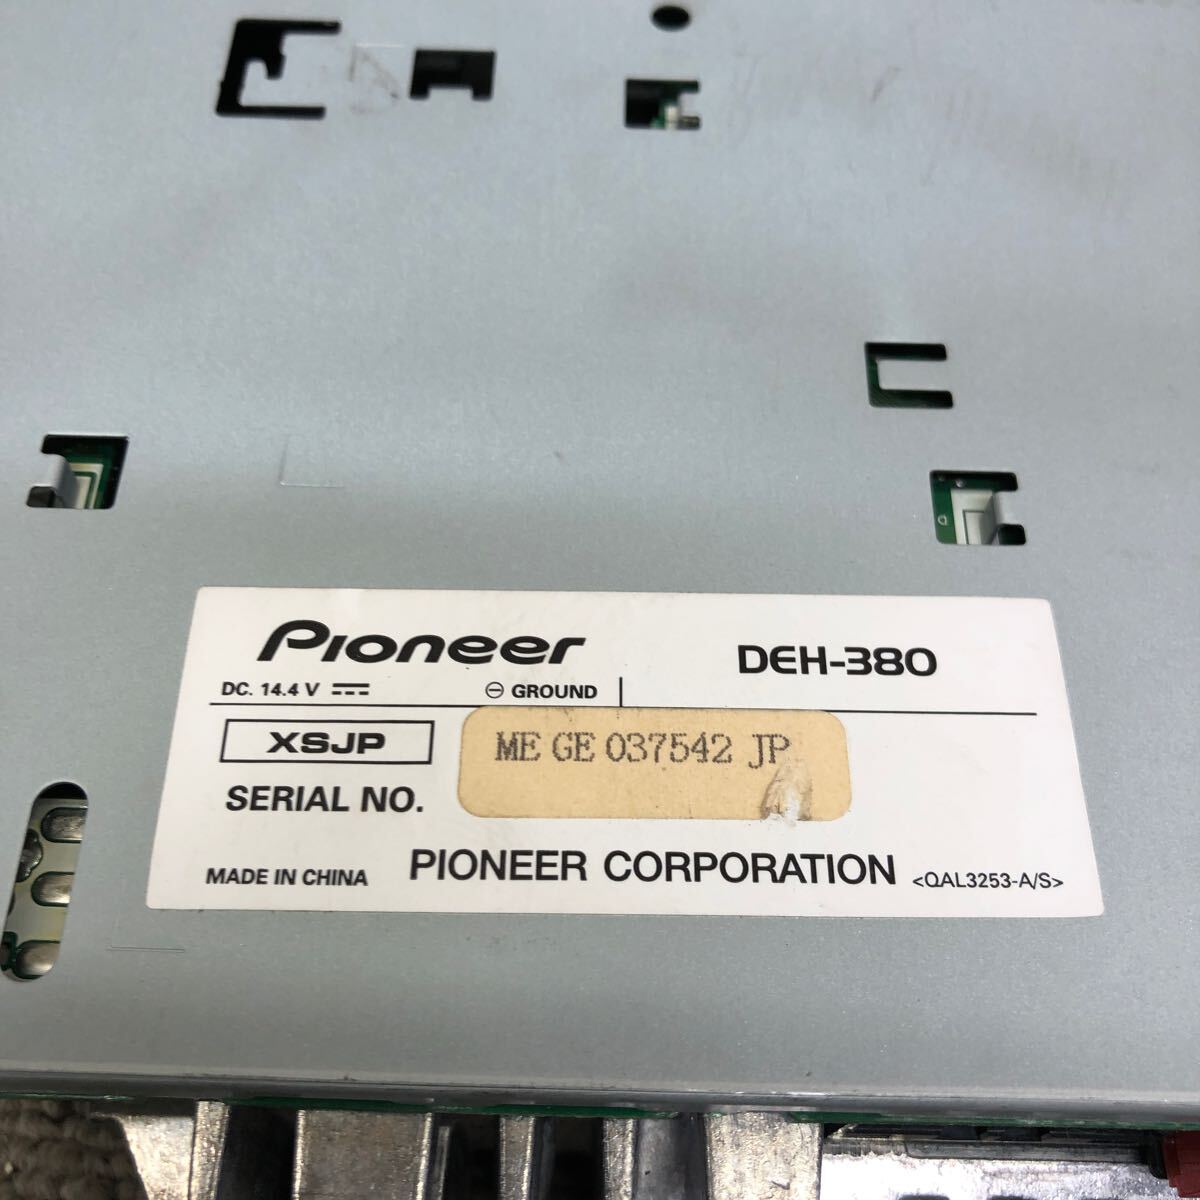 Pioneer DEH-380
DC. 14.4 V ⎓ ⊖ GROUND
XSJP ME GE 037542 JP
SERIAL NO.
MADE IN CHINA PIONEER CORPORATION <QAL3253-A/S>